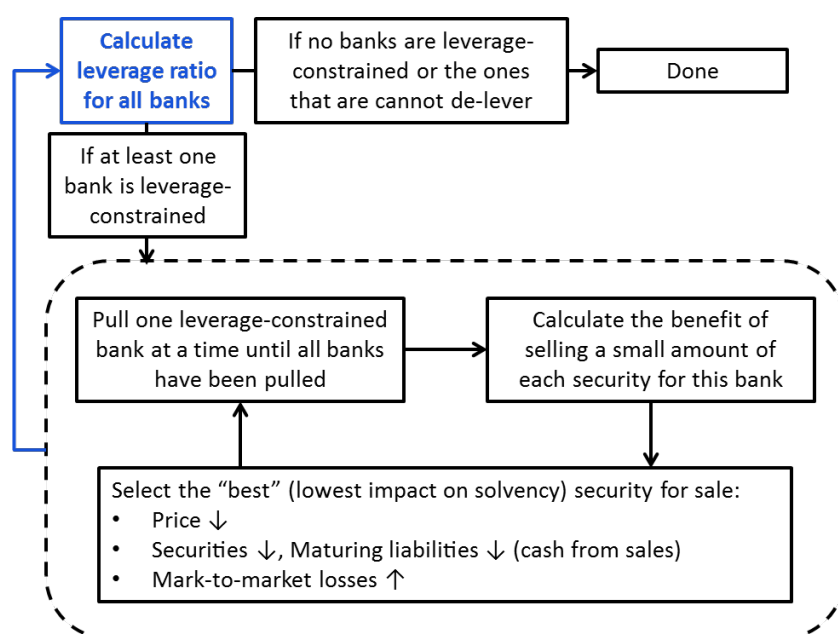 Calculate
leverage ratio
for all banks
If no banks are leverage-
constrained or the ones
that are cannot de-lever
Done
If at least one
bank is leverage-
constrained
Pull one leverage-constrained
bank at a time until all banks
have been pulled
Calculate the benefit of
selling a small amount of
each security for this bank
Select the “best” (lowest impact on solvency) security for sale:
• Price ↓
• Securities ↓, Maturing liabilities ↓ (cash from sales)
• Mark-to-market losses ↑